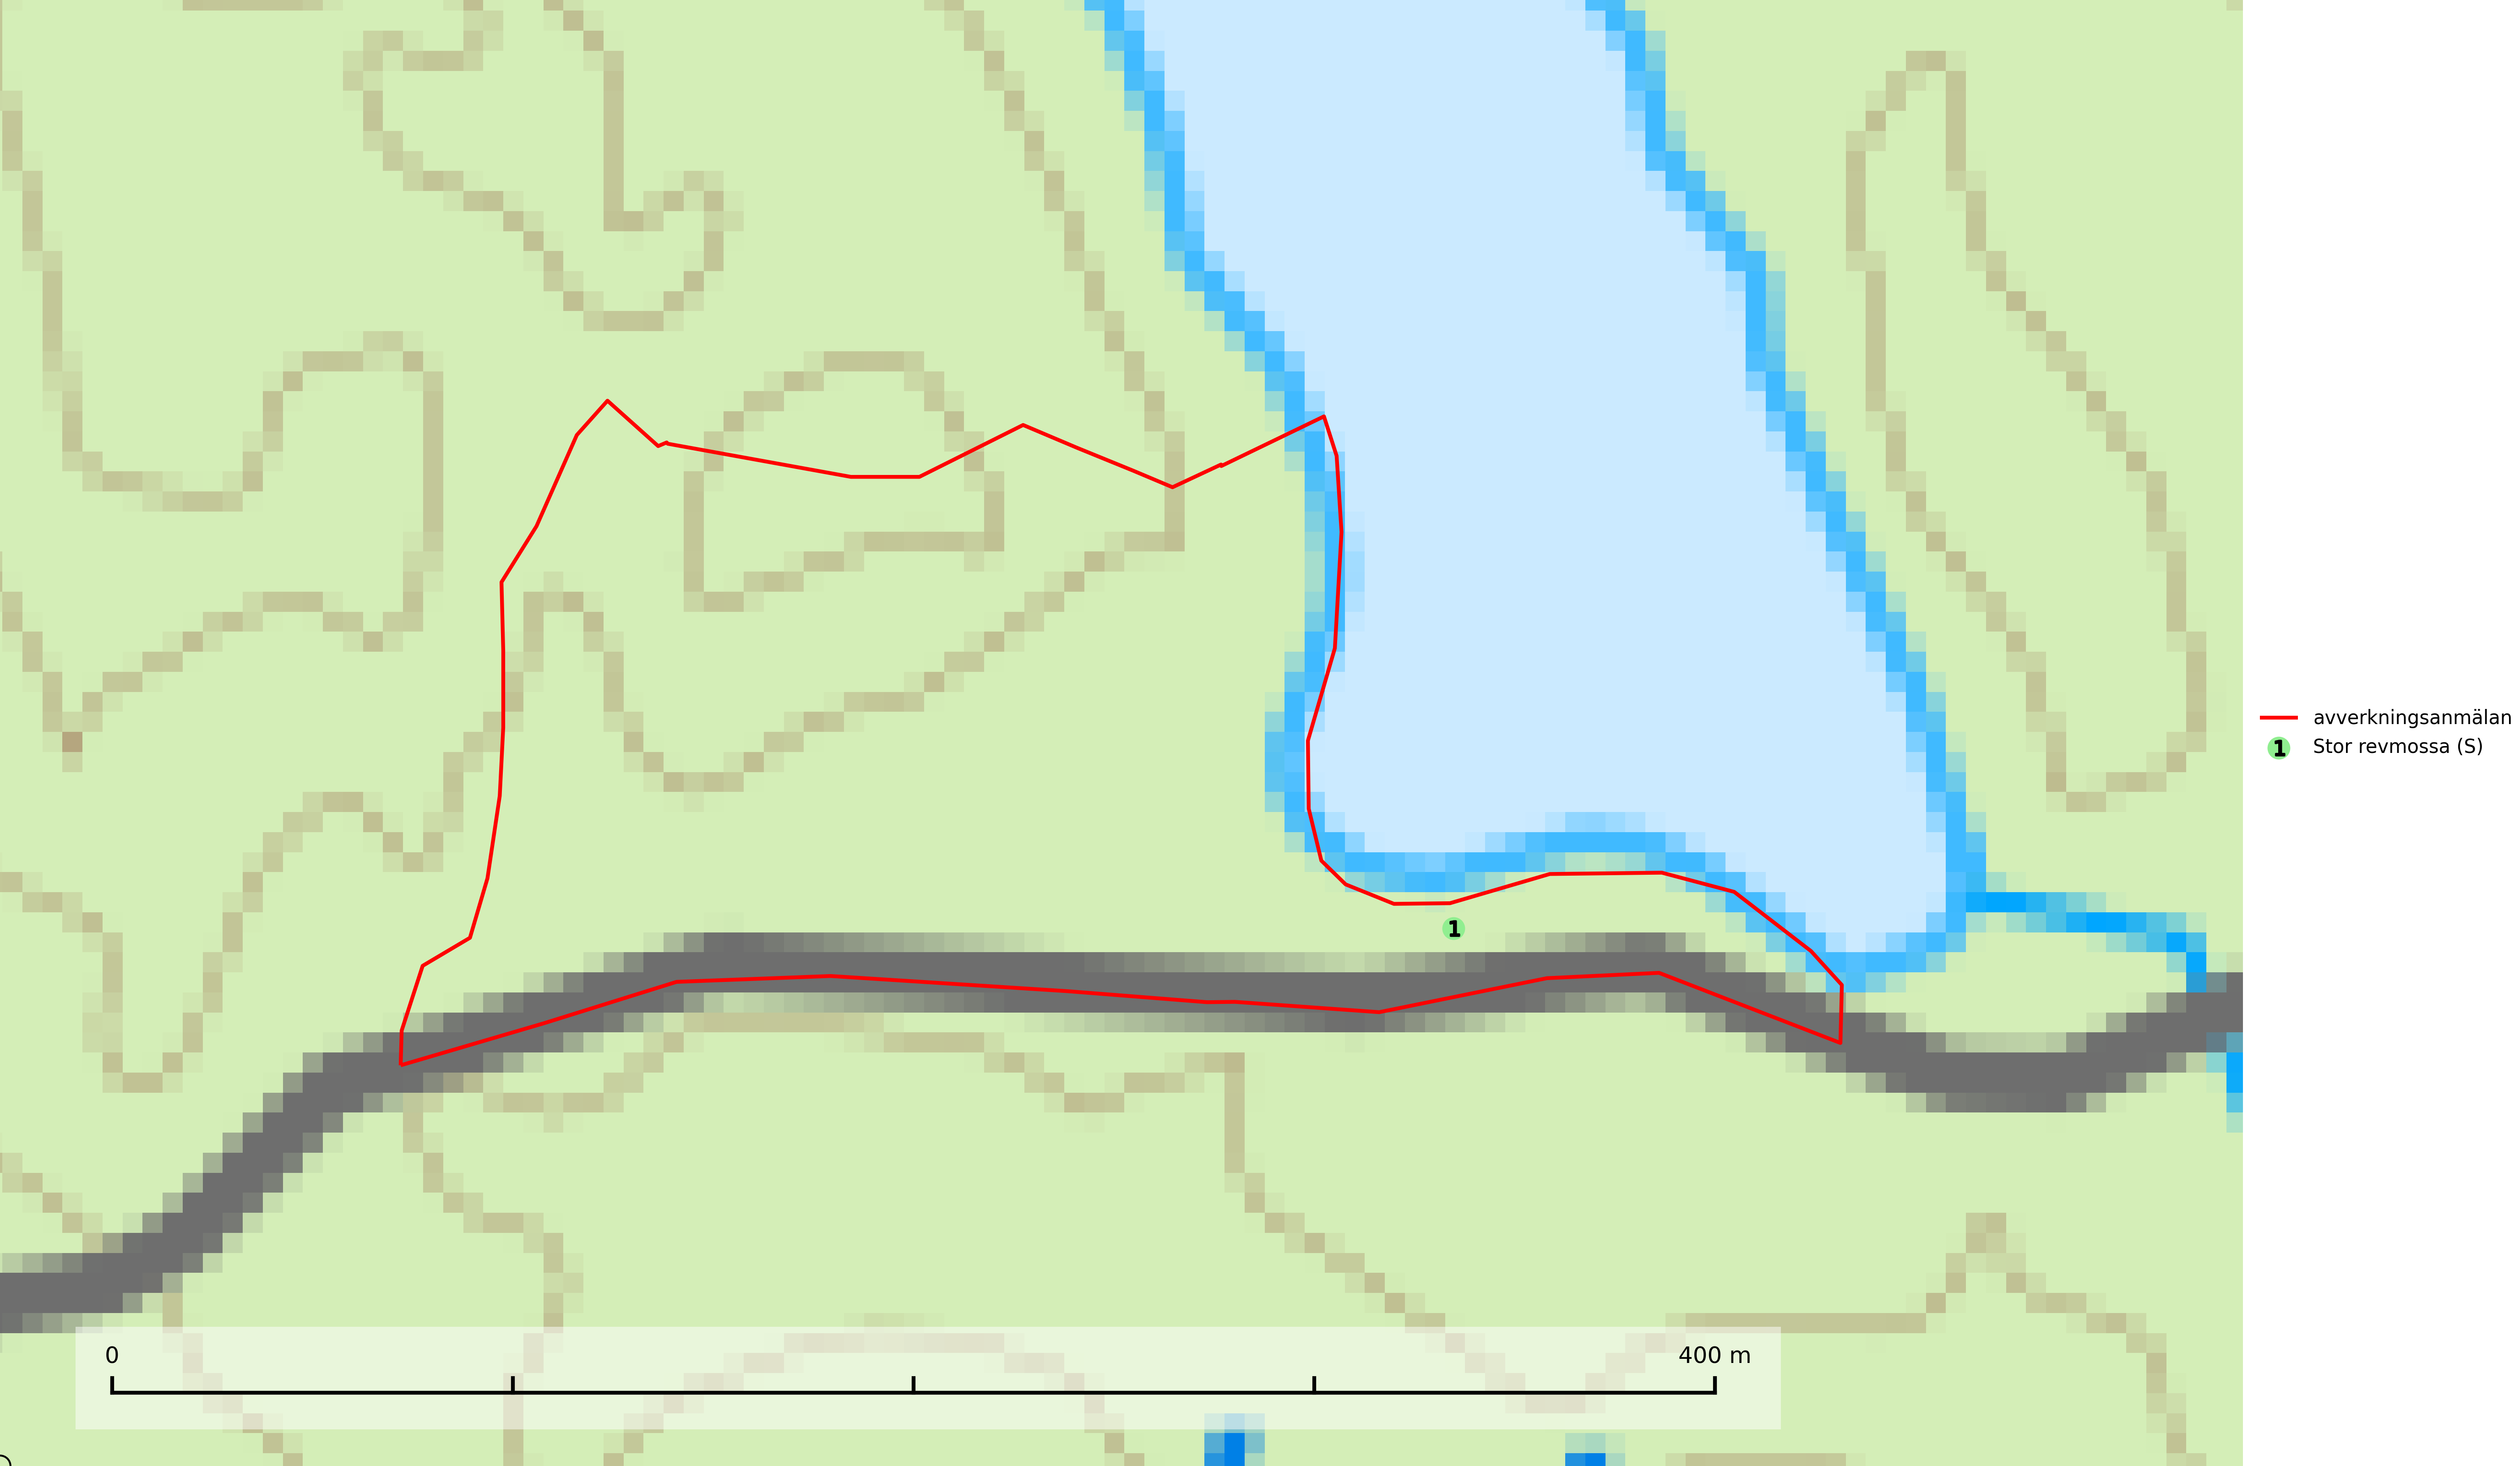 avverkningsanmälan
1 Stor revmossa (S)
1
0 400 m